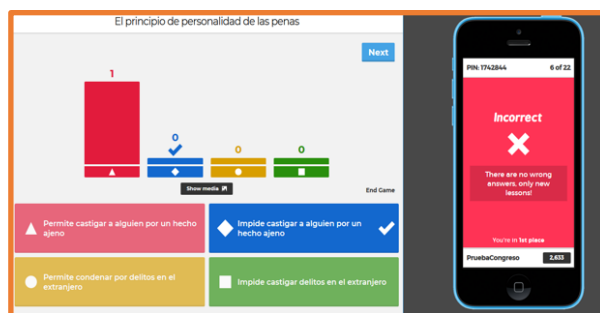 El principio de personalidad de las penas
Next
1
0
0
0
Show media
End Game
Permite castigar a alguien por un hecho
ajeno
Impide castigar a alguien por un
hecho ajeno
Permite condenar por delitos en el
extranjero
Impide castigar delitos en el extranjero
PIN: 1742844
6 of 22
Incorrect
There are no wrong
answers, only new
lessons!
You're in 1st place
PruebaCongreso
2,633